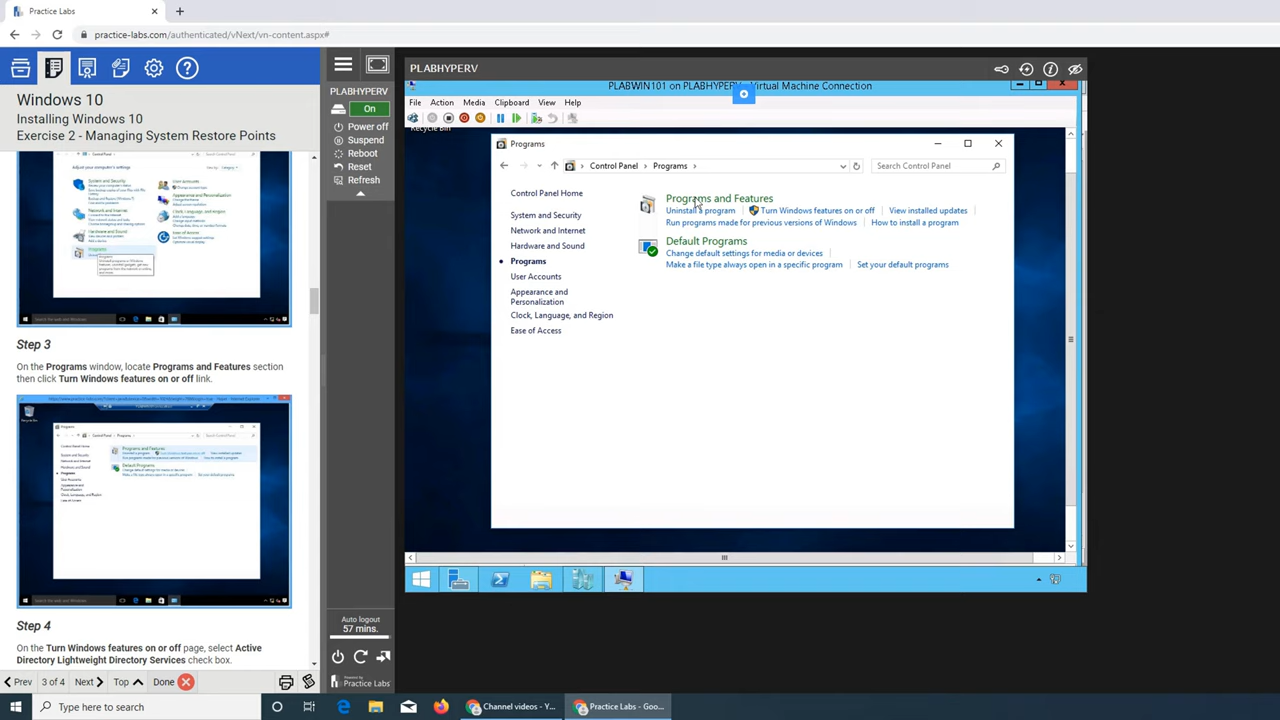 Practice Labs
practice-labs.com/authenticated/vNext/vn-content.aspx#
Windows 10
Installing Windows 10
Exercise 2 - Managing System Restore Points
Step 3
On the Programs window, locate Programs and Features section
then click Turn Windows features on or off link.
Step 4
On the Turn Windows features on or off page, select Active
Directory Lightweight Directory Services check box.
Prev
3 of 4
Next
Top
Done
PLABHYPERV
On
Power off
Suspend
Reboot
Reset
Refresh
Auto logout
57 mins.
Practice Labs
PLABHYPERV
PLABWIN101 on PLABHYPERV
Virtual Machine Connection
File Action Media Clipboard View Help
Recycle Bin
Programs
Control Panel > Programs >
Search Control Panel
Control Panel Home
System and Security
Network and Internet
Hardware and Sound
Programs
User Accounts
Appearance and
Personalization
Clock, Language, and Region
Ease of Access
Programs and Features
Uninstall a program
Turn Windows features on or off
View installed updates
Run programs made for previous versions of Windows
How to install a program
Default Programs
Change default settings for media or devices
Make a file type always open in a specific program
Set your default programs
Type here to search
Channel videos - Y...
Practice Labs - Goo...